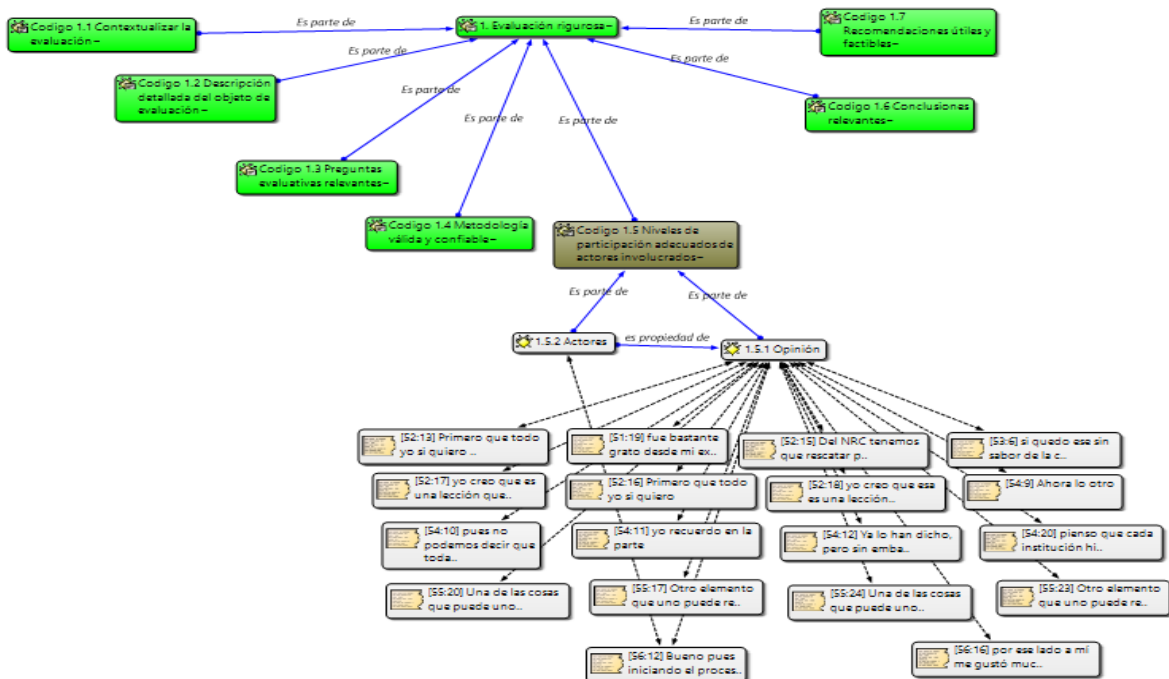 Codigo 1.1 Contextualizar la
evaluación~
Es parte de
1. Evaluación rigurosa~
Es parte de
Codigo 1.7
Recomendaciones útiles y
factibles~
Es parte de
Codigo 1.2 Descripción
detallada del objeto de
evaluación~
Es parte de
Es parte de
Codigo 1.6 Conclusiones
relevantes~
Es parte de
Es parte de
Codigo 1.3 Preguntas
evaluativas relevantes~
Codigo 1.4 Metodología
válida y confiable~
Codigo 1.5 Niveles de
participación adecuados de
actores involucrados~
Es parte de
Es parte de
1.5.2 Actores
es propiedad de
1.5.1 Opinión
[52:13] Primero que todo
yo si quiero ..
[51:19] fue bastante
grato desde mi ex..
[52:15] Del NRC tenemos
que rescatar p..
[53:6] si quedo ese sin
sabor de la c..
[52:17] yo creo que es
una lección que..
[52:16] Primero que todo
yo si quiero
[52:18] yo creo que esa
es una lección..
[54:9] Ahora lo otro
[54:10] pues no
podemos decir que
toda..
[54:11] yo recuerdo en la
parte
[54:12] Ya lo han dicho,
pero sin emba..
[54:20] pienso que cada
institución hi..
[55:20] Una de las cosas
que puede uno..
[55:17] Otro elemento
que uno puede re..
[55:24] Una de las cosas
que puede uno..
[55:23] Otro elemento
que uno puede re..
[56:12] Bueno pues
iniciando el proces..
[56:16] por ese lado a mí
me gustó muc..